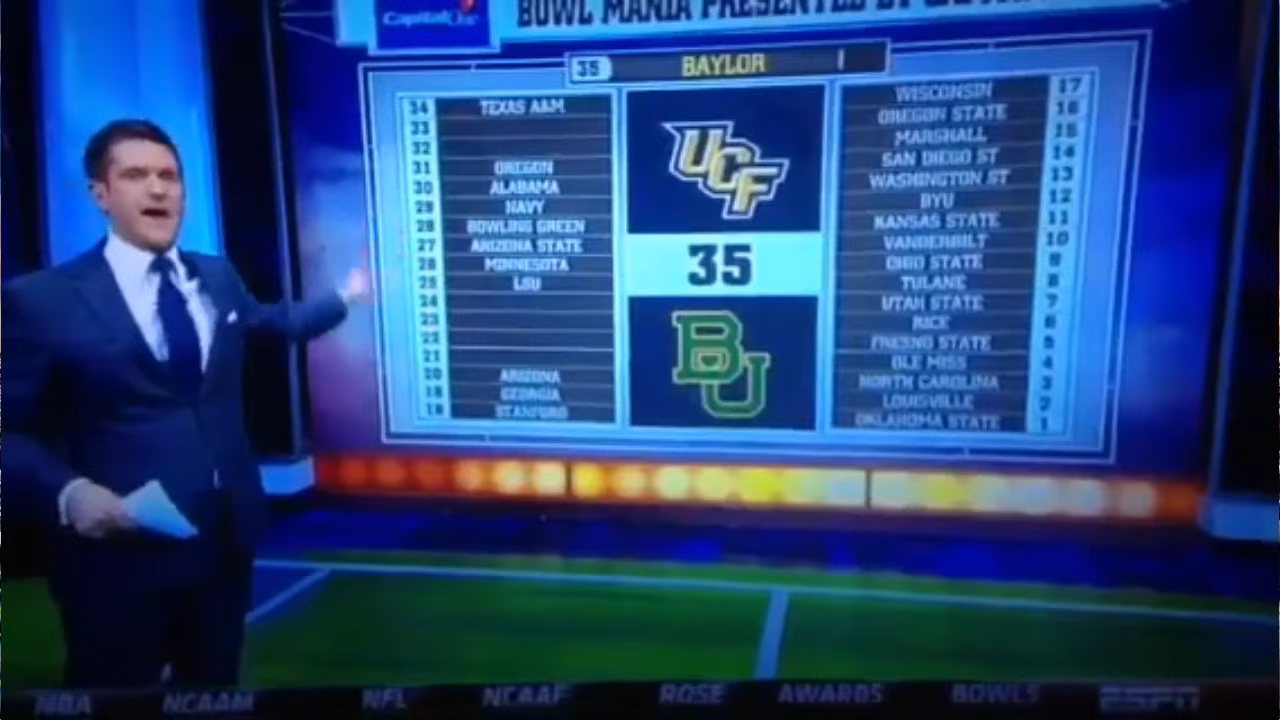 CapitalOne
BOWL MANIA PRESENTED BY
35 BAYLOR
34 TEXAS A&M
33
32
31 OREGON
30 ALABAMA
29 NAVY
28 BOWLING GREEN
27 ARIZONA STATE
26 MINNESOTA
25 LSU
24
23
22
21
20 ARIZONA
19 GEORGIA
18 STANFORD
UCF
35
BU
WISCONSIN 17
OREGON STATE 16
MARSHALL 15
SAN DIEGO ST 14
WASHINGTON ST 13
BYU 12
KANSAS STATE 11
VANDERBILT 10
OHIO STATE 9
TULANE 8
UTAH STATE 7
RICE 6
FRESNO STATE 5
OLE MISS 4
NORTH CAROLINA 3
LOUISVILLE 2
OKLAHOMA STATE 1
NBA NCAAM NFL NCAAF ROSE AWARDS BOWLS ESPN